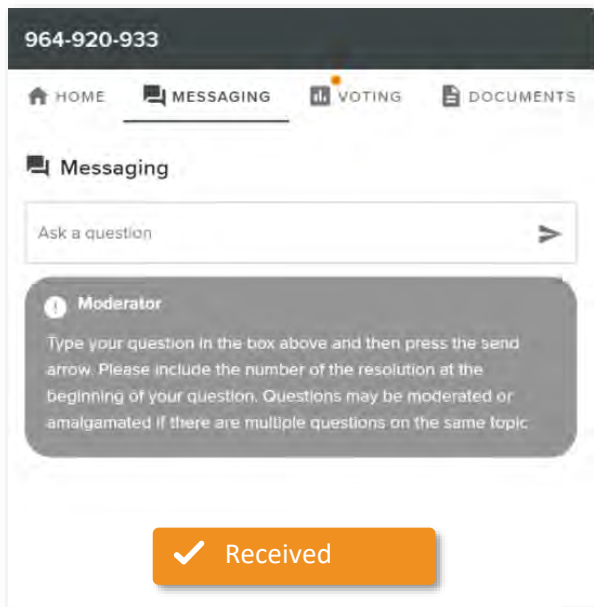 964-920-933
HOME MESSAGING VOTING DOCUMENTS
Messaging
Ask a question
Moderator
Type your question in the box above and then press the send
arrow. Please include the number of the resolution at the
beginning of your question. Questions may be moderated or
amalgamated if there are multiple questions on the same topic
Received